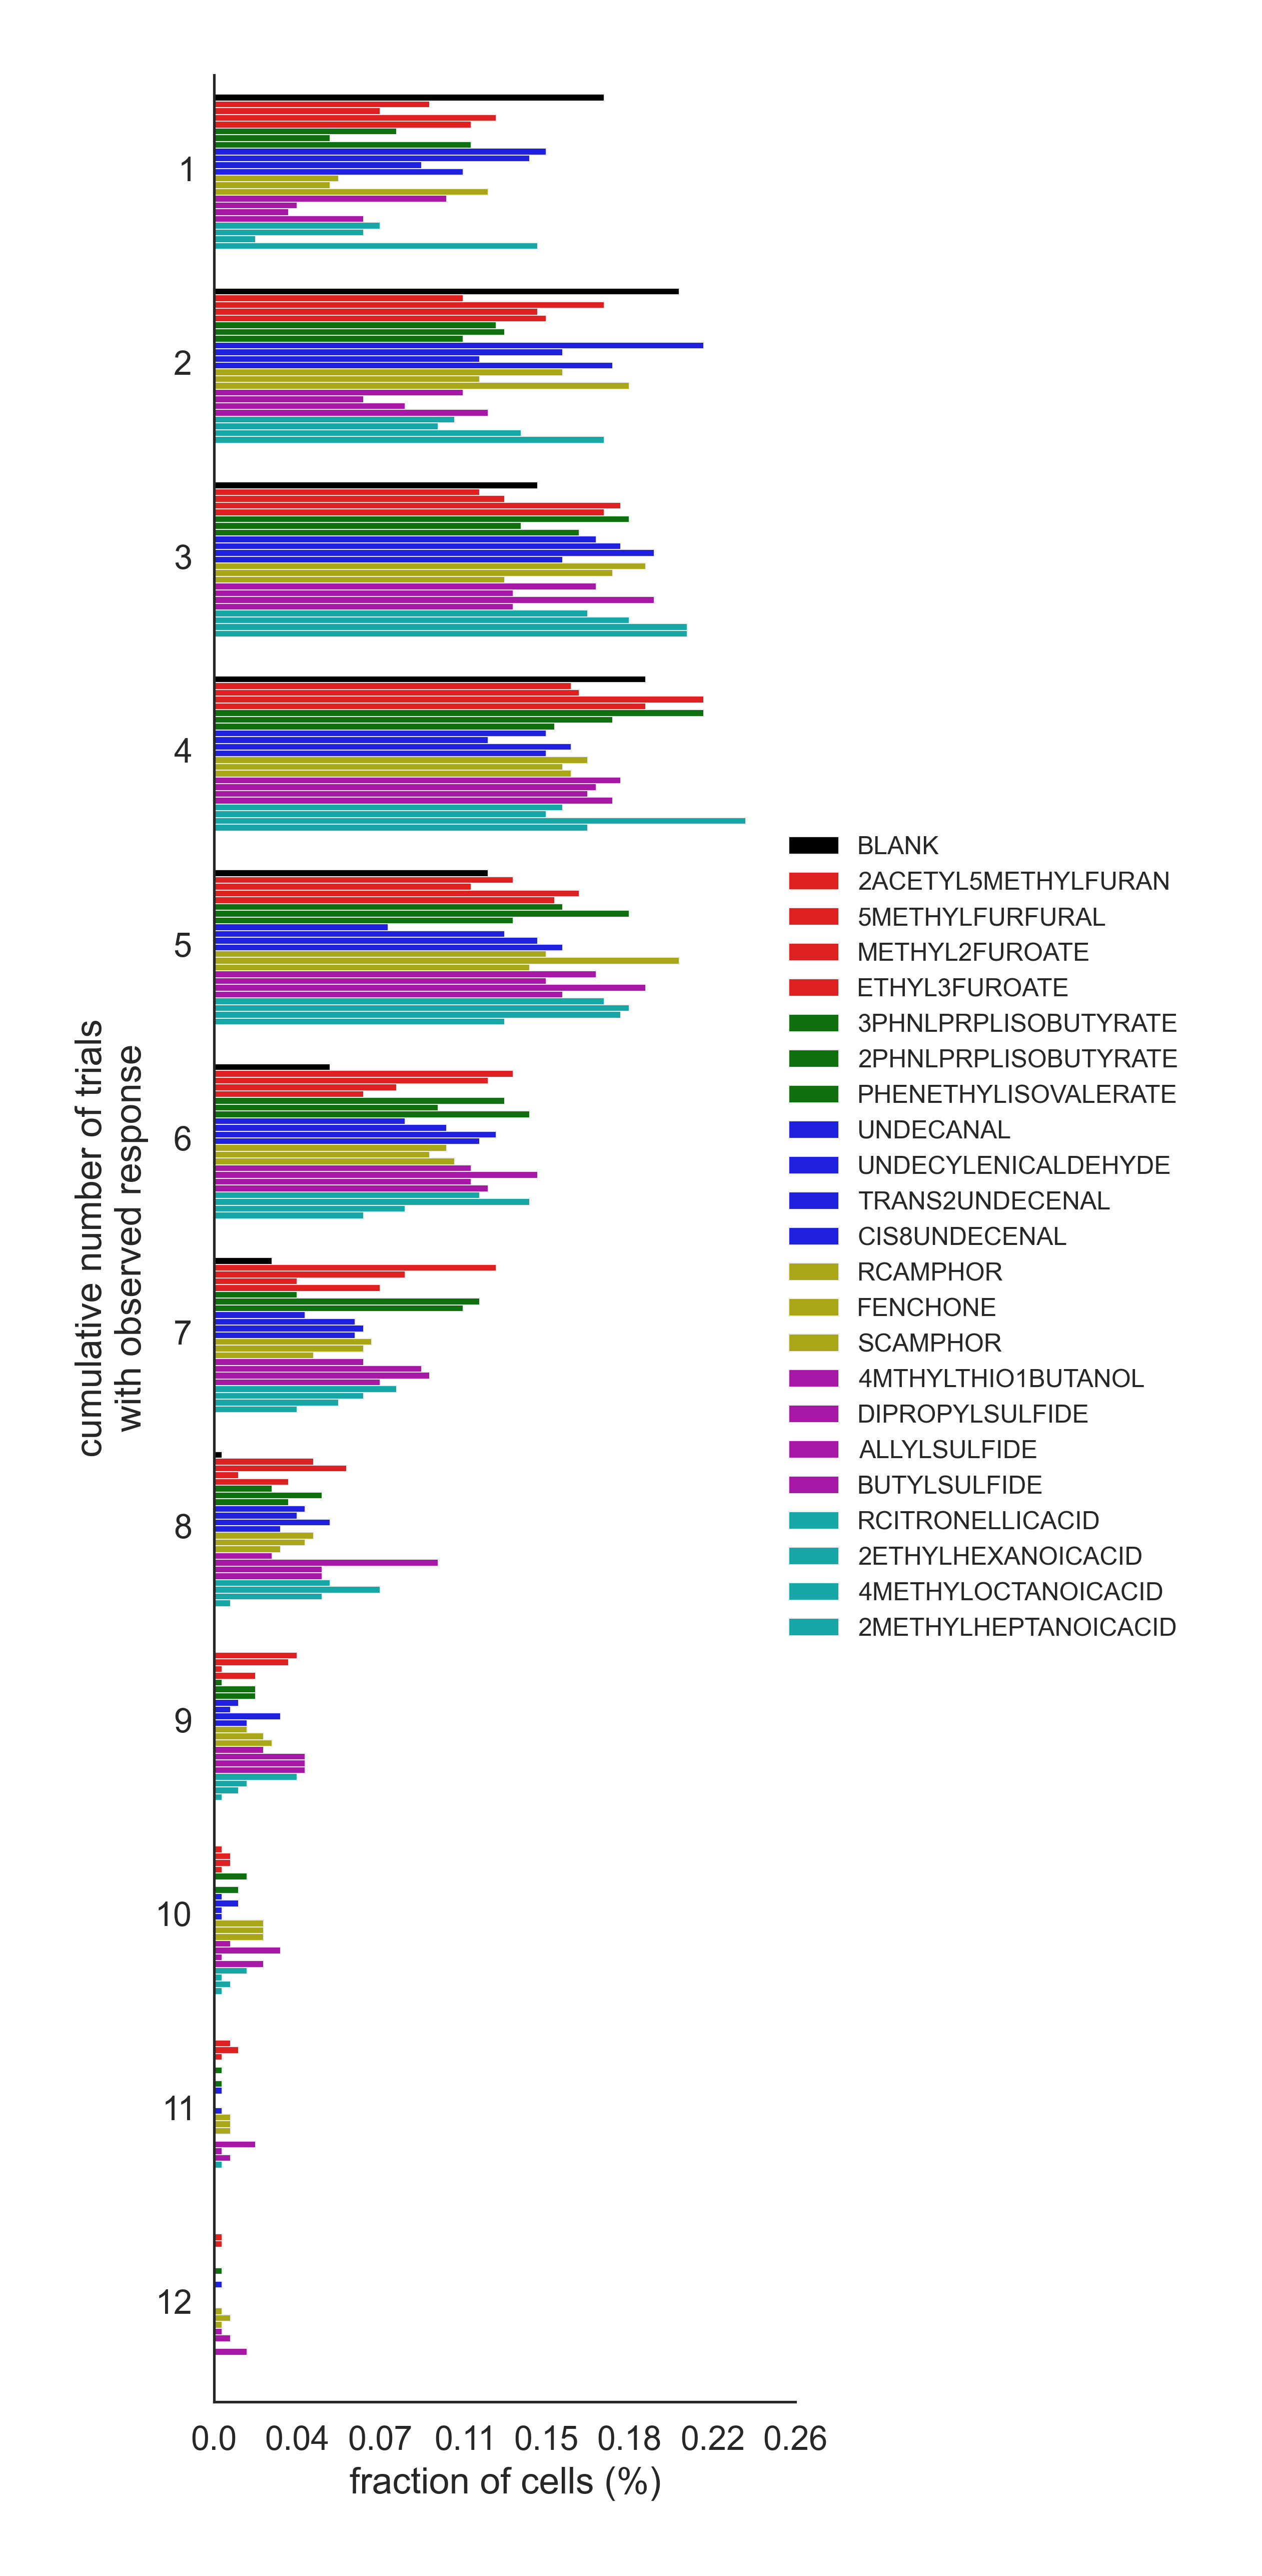 1
2
3
4
5
6
7
8
9
10
11
12
cumulative number of trials
with observed response
BLANK
2ACETYL5METHYLFURAN
5METHYLFURFURAL
METHYL2FUROATE
ETHYL3FUROATE
3PHNLPRPLISOBUTYRATE
2PHNLPRPLISOBUTYRATE
PHENETHYLISOVALERATE
UNDECANAL
UNDECYLENICALDEHYDE
TRANS2UNDECENAL
CIS8UNDECENAL
RCAMPHOR
FENCHONE
SCAMPHOR
4MTHYLTHIO1BUTANOL
DIPROPYLSULFIDE
ALLYLSULFIDE
BUTYLSULFIDE
RCITRONELLICACID
2ETHYLHEXANOICACID
4METHYLOCTANOICACID
2METHYLHEPTANOICACID
0.0 0.04 0.07 0.11 0.15 0.18 0.22 0.26
fraction of cells (%)